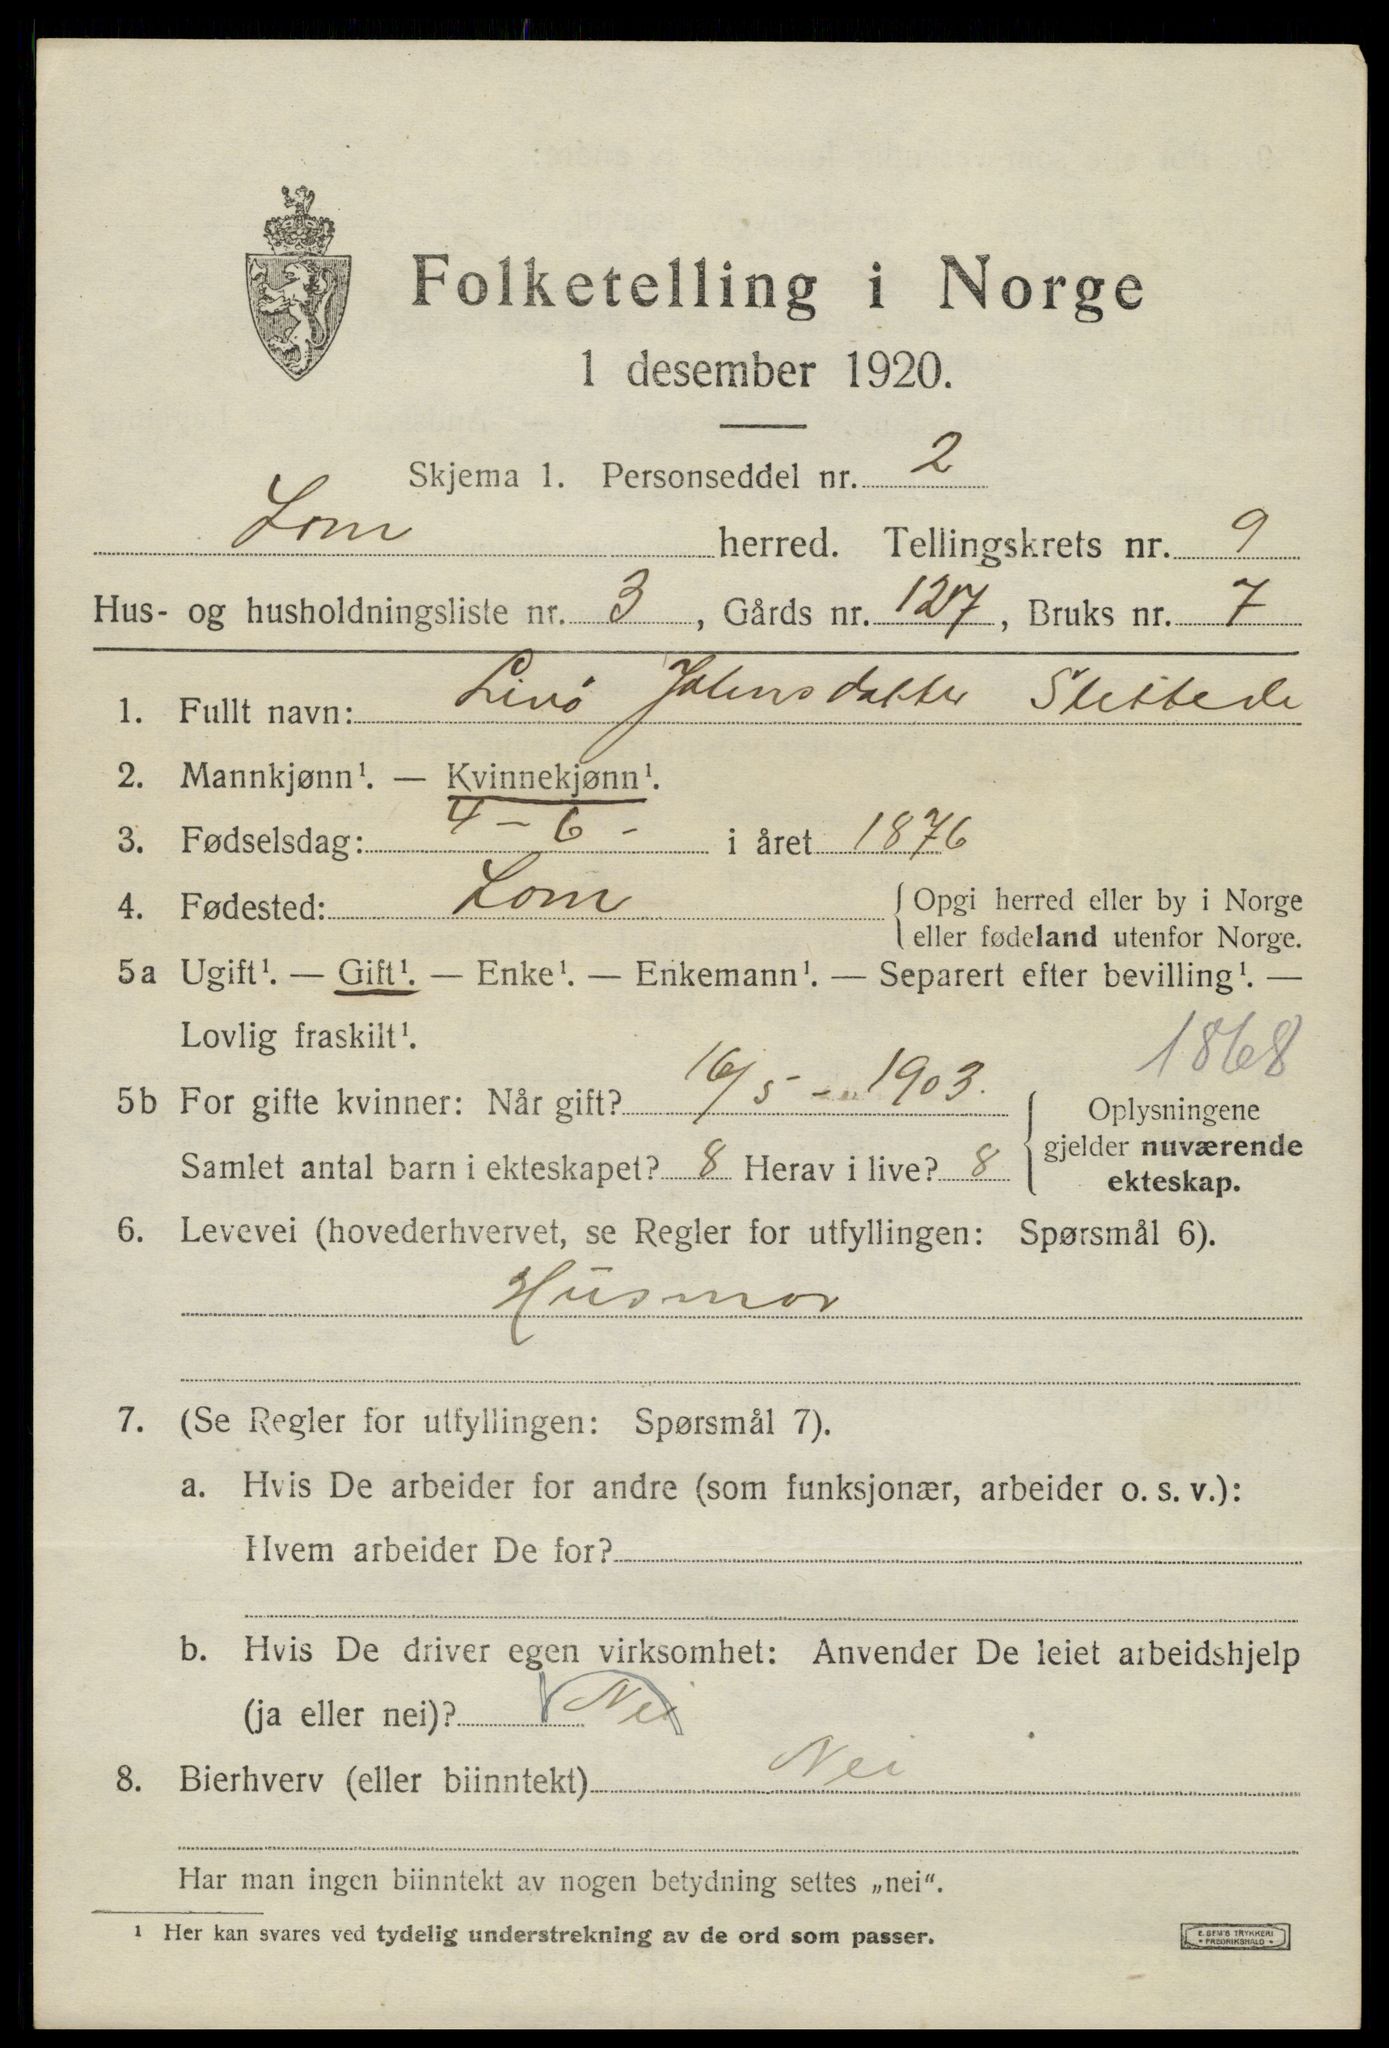 Folketelling i Norge
1 desember 1920.
Skjema 1. Personseddel nr. 2
Lom herred. Tellingskrets nr. 9
Hus- og husholdningsliste nr. 3, Gårds nr. 127, Bruks nr. 7
1. Fullt navn: Johnsdatter
2. Mannkjønn¹. — Kvinnekjønn¹.
3. Fødselsdag: 4 - 6 - i året 1876
4. Fødested: Lom { Opgi herred eller by i Norge
eller fødeland utenfor Norge.
5a Ugift¹. — Gift¹. — Enke¹. — Enkemann¹. — Separert efter bevilling¹. —
Lovlig fraskilt¹.
1868
5b For gifte kvinner: Når gift? 16/5 - 1903.
Samlet antal barn i ekteskapet? 8 Herav i live? 8
Oplysningene
gjelder nuværende
ekteskap.
6. Levevei (hovederhvervet, se Regler for utfyllingen: Spørsmål 6).
Husmor
7. (Se Regler for utfyllingen: Spørsmål 7).
a. Hvis De arbeider for andre (som funksjonær, arbeider o. s. v.):
Hvem arbeider De for?
b. Hvis De driver egen virksomhet: Anvender De leiet arbeidshjelp
(ja eller nei)? Nei
8. Bierhverv (eller biinntekt) Nei
Har man ingen biinntekt av nogen betydning settes „nei“.
¹ Her kan svares ved tydelig understrekning av de ord som passer.
E. SEM'S TRYKKERI
• FREDRIKSHALD •